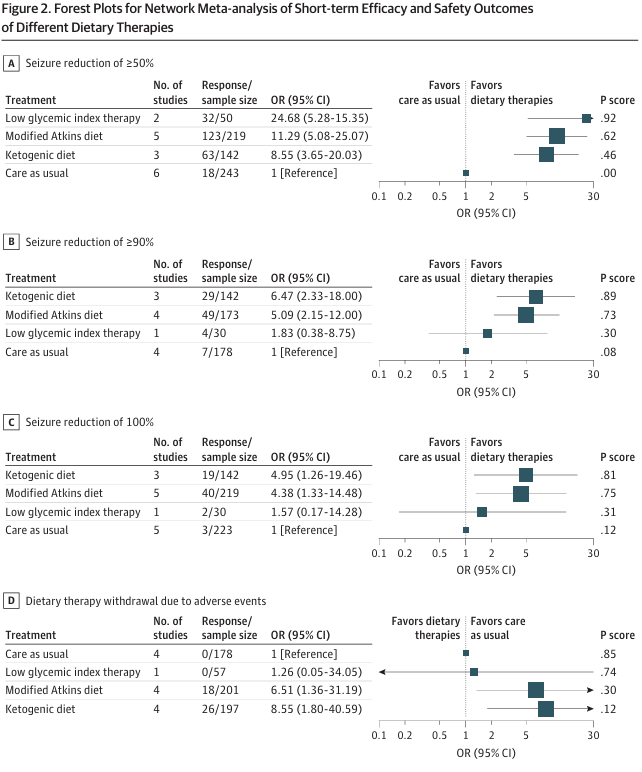 Figure 2. Forest Plots for Network Meta-analysis of Short-term Efficacy and Safety Outcomes
of Different Dietary Therapies
A Seizure reduction of ≥50%
No. of Response/ Favors Favors
Treatment studies sample size OR (95% CI) care as usual dietary therapies P score
Low glycemic index therapy 2 32/50 24.68 (5.28-15.35) .92
Modified Atkins diet 5 123/219 11.29 (5.08-25.07) .62
Ketogenic diet 3 63/142 8.55 (3.65-20.03) .46
Care as usual 6 18/243 1 [Reference] .00
0.1 0.2 0.5 1 2 5 30
OR (95% CI)
B Seizure reduction of ≥90%
No. of Response/ Favors Favors
Treatment studies sample size OR (95% CI) care as usual dietary therapies P score
Ketogenic diet 3 29/142 6.47 (2.33-18.00) .89
Modified Atkins diet 4 49/173 5.09 (2.15-12.00) .73
Low glycemic index therapy 1 4/30 1.83 (0.38-8.75) .30
Care as usual 4 7/178 1 [Reference] .08
0.1 0.2 0.5 1 2 5 30
OR (95% CI)
C Seizure reduction of 100%
No. of Response/ Favors Favors
Treatment studies sample size OR (95% CI) care as usual dietary therapies P score
Ketogenic diet 3 19/142 4.95 (1.26-19.46) .81
Modified Atkins diet 5 40/219 4.38 (1.33-14.48) .75
Low glycemic index therapy 1 2/30 1.57 (0.17-14.28) .31
Care as usual 5 3/223 1 [Reference] .12
0.1 0.2 0.5 1 2 5 30
OR (95% CI)
D Dietary therapy withdrawal due to adverse events
No. of Response/ Favors dietary Favors care
Treatment studies sample size OR (95% CI) therapies as usual P score
Care as usual 4 0/178 1 [Reference] .85
Low glycemic index therapy 1 0/57 1.26 (0.05-34.05) .74
Modified Atkins diet 4 18/201 6.51 (1.36-31.19) .30
Ketogenic diet 4 26/197 8.55 (1.80-40.59) .12
0.1 0.2 0.5 1 2 5 30
OR (95% CI)